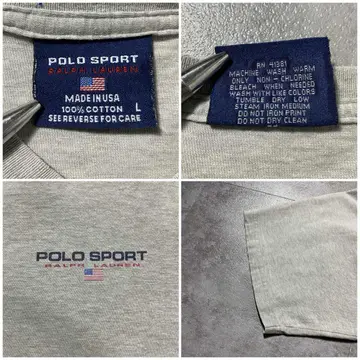 POLO SPORT
RALPH LAUREN
MADE IN USA
100% COTTON L
SEE REVERSE FOR CARE
RN 41381
MACHINE WASH WARM
ONLY NON-CHLORINE
BLEACH WHEN NEEDED
WASH WITH LIKE COLORS
TUMBLE DRY LOW
STEAM IRON MEDIUM
DO NOT IRON PRINT
DO NOT DRY CLEAN
POLO SPORT
RALPH LAUREN